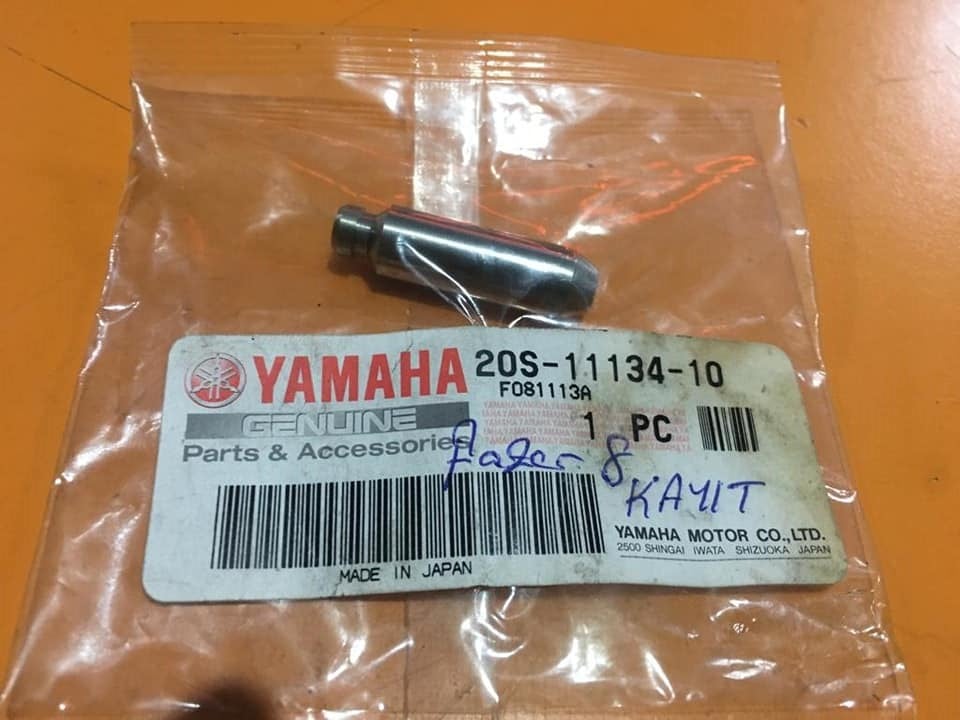 YAMAHA 20S-11134-10
F081113A
GENUINE
1 PC
Parts & Accessories
fazer 8
KAYIT
YAMAHA MOTOR CO.,LTD.
2500 SHINGAI IWATA SHIZUOKA JAPAN
MADE IN JAPAN